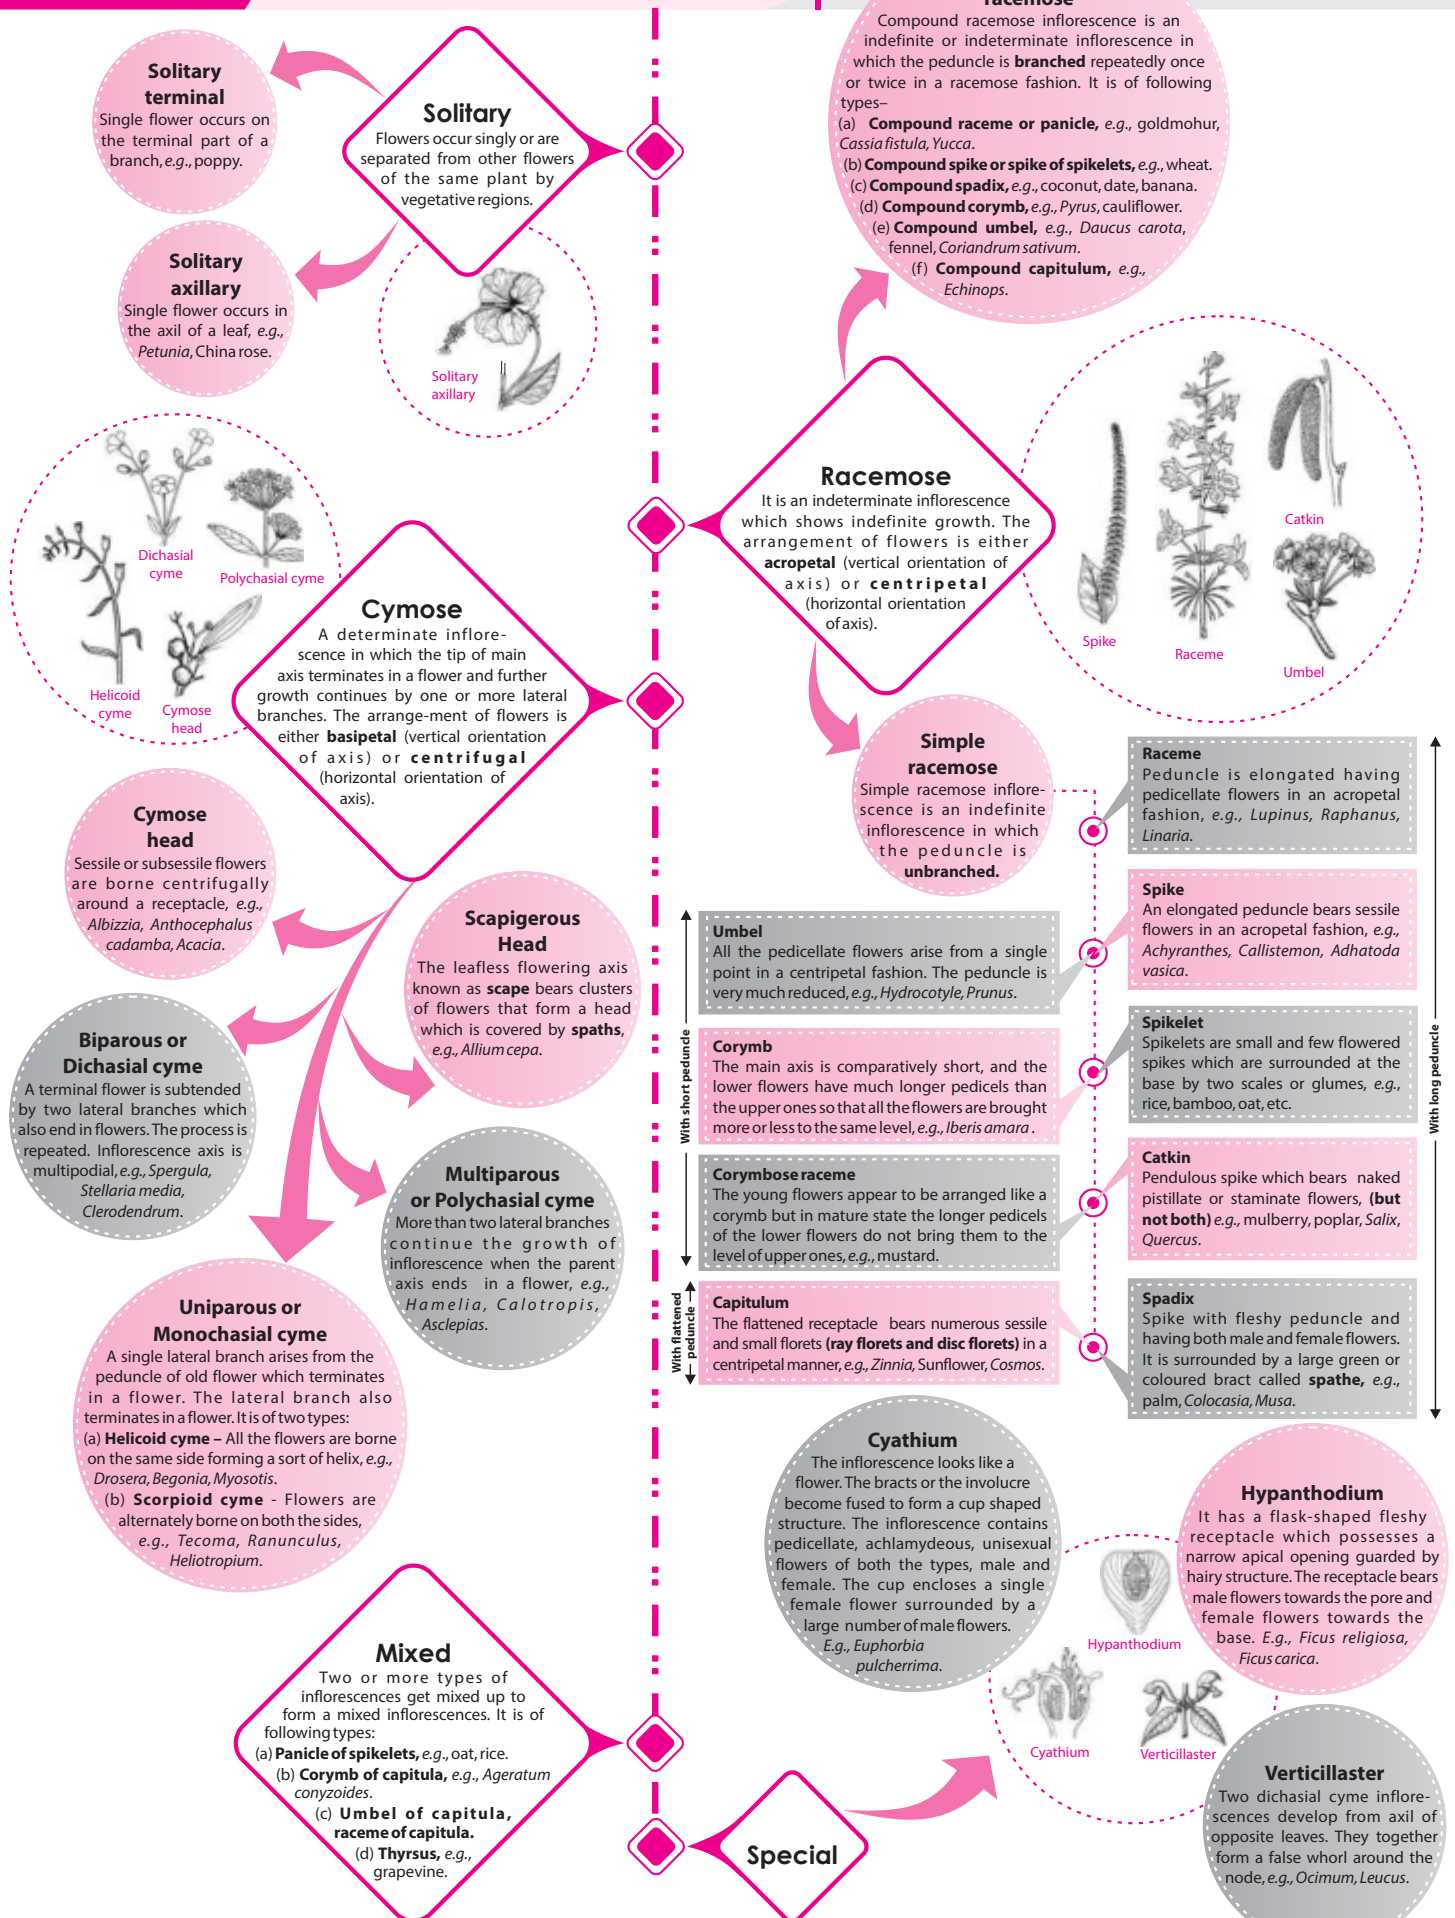 Solitary
terminal
Single flower occurs on
the terminal part of a
branch, e.g., poppy.
Solitary
Flowers occur singly or are
separated from other flowers
of the same plant by
vegetative regions.
Solitary
axillary
Single flower occurs in
the axil of a leaf, e.g.,
Petunia, China rose.
Solitary
axillary
racemose
Compound racemose inflorescence is an
indefinite or indeterminate inflorescence in
which the peduncle is branched repeatedly once
or twice in a racemose fashion. It is of following
types–
(a) Compound raceme or panicle, e.g., goldmohur,
Cassia fistula, Yucca.
(b) Compound spike or spike of spikelets, e.g., wheat.
(c) Compound spadix, e.g., coconut, date, banana.
(d) Compound corymb, e.g., Pyrus, cauliflower.
(e) Compound umbel, e.g., Daucus carota,
fennel, Coriandrum sativum.
(f) Compound capitulum, e.g.,
Echinops.
Racemose
It is an indeterminate inflorescence
which shows indefinite growth. The
arrangement of flowers is either
acropetal (vertical orientation of
axis) or centripetal
(horizontal orientation
of axis).
Spike
Raceme
Catkin
Umbel
Dichasial
cyme
Polychasial cyme
Helicoid
cyme
Cymose
head
Cymose
A determinate inflore-
scence in which the tip of main
axis terminates in a flower and further
growth continues by one or more lateral
branches. The arrange-ment of flowers is
either basipetal (vertical orientation
of axis) or centrifugal
(horizontal orientation of
axis).
Cymose
head
Sessile or subsessile flowers
are borne centrifugally
around a receptacle, e.g.,
Albizzia, Anthocephalus
cadamba, Acacia.
Scapigerous
Head
The leafless flowering axis
known as scape bears clusters
of flowers that form a head
which is covered by spaths,
e.g., Allium cepa.
Biparous or
Dichasial cyme
A terminal flower is subtended
by two lateral branches which
also end in flowers. The process is
repeated. Inflorescence axis is
multipodial, e.g., Spergula,
Stellaria media,
Clerodendrum.
Multiparous
or Polychasial cyme
More than two lateral branches
continue the growth of
inflorescence when the parent
axis ends in a flower, e.g.,
Hamelia, Calotropis,
Asclepias.
Uniparous or
Monochasial cyme
A single lateral branch arises from the
peduncle of old flower which terminates
in a flower. The lateral branch also
terminates in a flower. It is of two types:
(a) Helicoid cyme – All the flowers are borne
on the same side forming a sort of helix, e.g.,
Drosera, Begonia, Myosotis.
(b) Scorpioid cyme - Flowers are
alternately borne on both the sides,
e.g., Tecoma, Ranunculus,
Heliotropium.
Simple
racemose
Simple racemose inflore-
scence is an indefinite
inflorescence in which
the peduncle is
unbranched.
Raceme
Peduncle is elongated having
pedicellate flowers in an acropetal
fashion, e.g., Lupinus, Raphanus,
Linaria.
Spike
An elongated peduncle bears sessile
flowers in an acropetal fashion, e.g.,
Achyranthes, Callistemon, Adhatoda
vasica.
Spikelet
Spikelets are small and few flowered
spikes which are surrounded at the
base by two scales or glumes, e.g.,
rice, bamboo, oat, etc.
Catkin
Pendulous spike which bears naked
pistillate or staminate flowers, (but
not both) e.g., mulberry, poplar, Salix,
Quercus.
Spadix
Spike with fleshy peduncle and
having both male and female flowers.
It is surrounded by a large green or
coloured bract called spathe, e.g.,
palm, Colocasia, Musa.
With long peduncle
Umbel
All the pedicellate flowers arise from a single
point in a centripetal fashion. The peduncle is
very much reduced, e.g., Hydrocotyle, Prunus.
Corymb
The main axis is comparatively short, and the
lower flowers have much longer pedicels than
the upper ones so that all the flowers are brought
more or less to the same level, e.g., Iberis amara .
Corymbose raceme
The young flowers appear to be arranged like a
corymb but in mature state the longer pedicels
of the lower flowers do not bring them to the
level of upper ones, e.g., mustard.
With short peduncle
Capitulum
The flattened receptacle bears numerous sessile
and small florets (ray florets and disc florets) in a
centripetal manner, e.g., Zinnia, Sunflower, Cosmos.
With flattened
peduncle
Cyathium
The inflorescence looks like a
flower. The bracts or the involucre
become fused to form a cup shaped
structure. The inflorescence contains
pedicellate, achlamydeous, unisexual
flowers of both the types, male and
female. The cup encloses a single
female flower surrounded by a
large number of male flowers.
E.g., Euphorbia
pulcherrima.
Hypanthodium
It has a flask-shaped fleshy
receptacle which possesses a
narrow apical opening guarded by
hairy structure. The receptacle bears
male flowers towards the pore and
female flowers towards the
base. E.g., Ficus religiosa,
Ficus carica.
Hypanthodium
Cyathium
Verticillaster
Verticillaster
Two dichasial cyme inflore-
scences develop from axil of
opposite leaves. They together
form a false whorl around the
node, e.g., Ocimum, Leucus.
Mixed
Two or more types of
inflorescences get mixed up to
form a mixed inflorescences. It is of
following types:
(a) Panicle of spikelets, e.g., oat, rice.
(b) Corymb of capitula, e.g., Ageratum
conyzoides.
(c) Umbel of capitula,
raceme of capitula.
(d) Thyrsus, e.g.,
grapevine.
Special